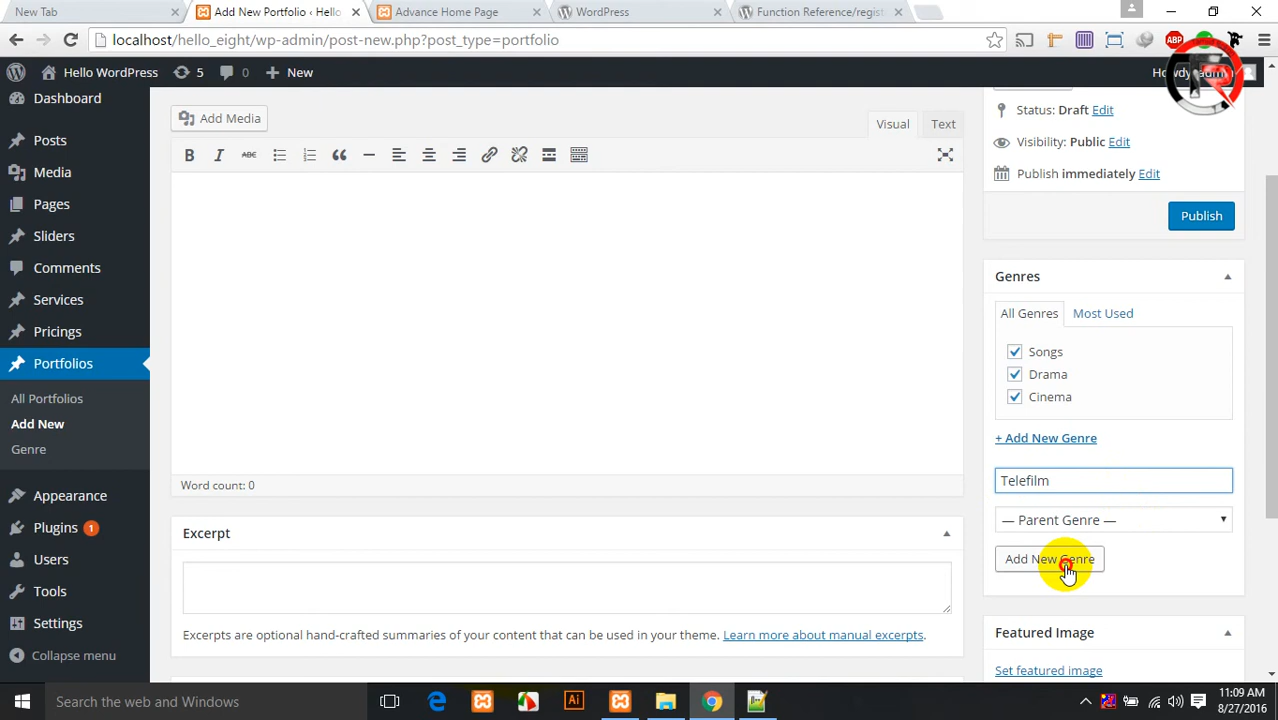 New Tab
Add New Portfolio ‹ Hello
Advance Home Page
WordPress
Function Reference/regist
localhost/hello_eight/wp-admin/post-new.php?post_type=portfolio
ABP
Hello WordPress
5
0
New
Howdy, admin
Dashboard
Posts
Media
Pages
Sliders
Comments
Services
Pricings
Portfolios
All Portfolios
Add New
Genre
Appearance
Plugins 1
Users
Tools
Settings
Collapse menu
Add Media
Visual
Text
B I ABC
Word count: 0
Excerpt
Excerpts are optional hand-crafted summaries of your content that can be used in your theme. Learn more about manual excerpts.
Status: Draft Edit
Visibility: Public Edit
Publish immediately Edit
Publish
Genres
All Genres
Most Used
Songs
Drama
Cinema
+ Add New Genre
Telefilm
— Parent Genre —
Add New Genre
Featured Image
Set featured image
Search the web and Windows
Ai
11:09 AM
8/27/2016